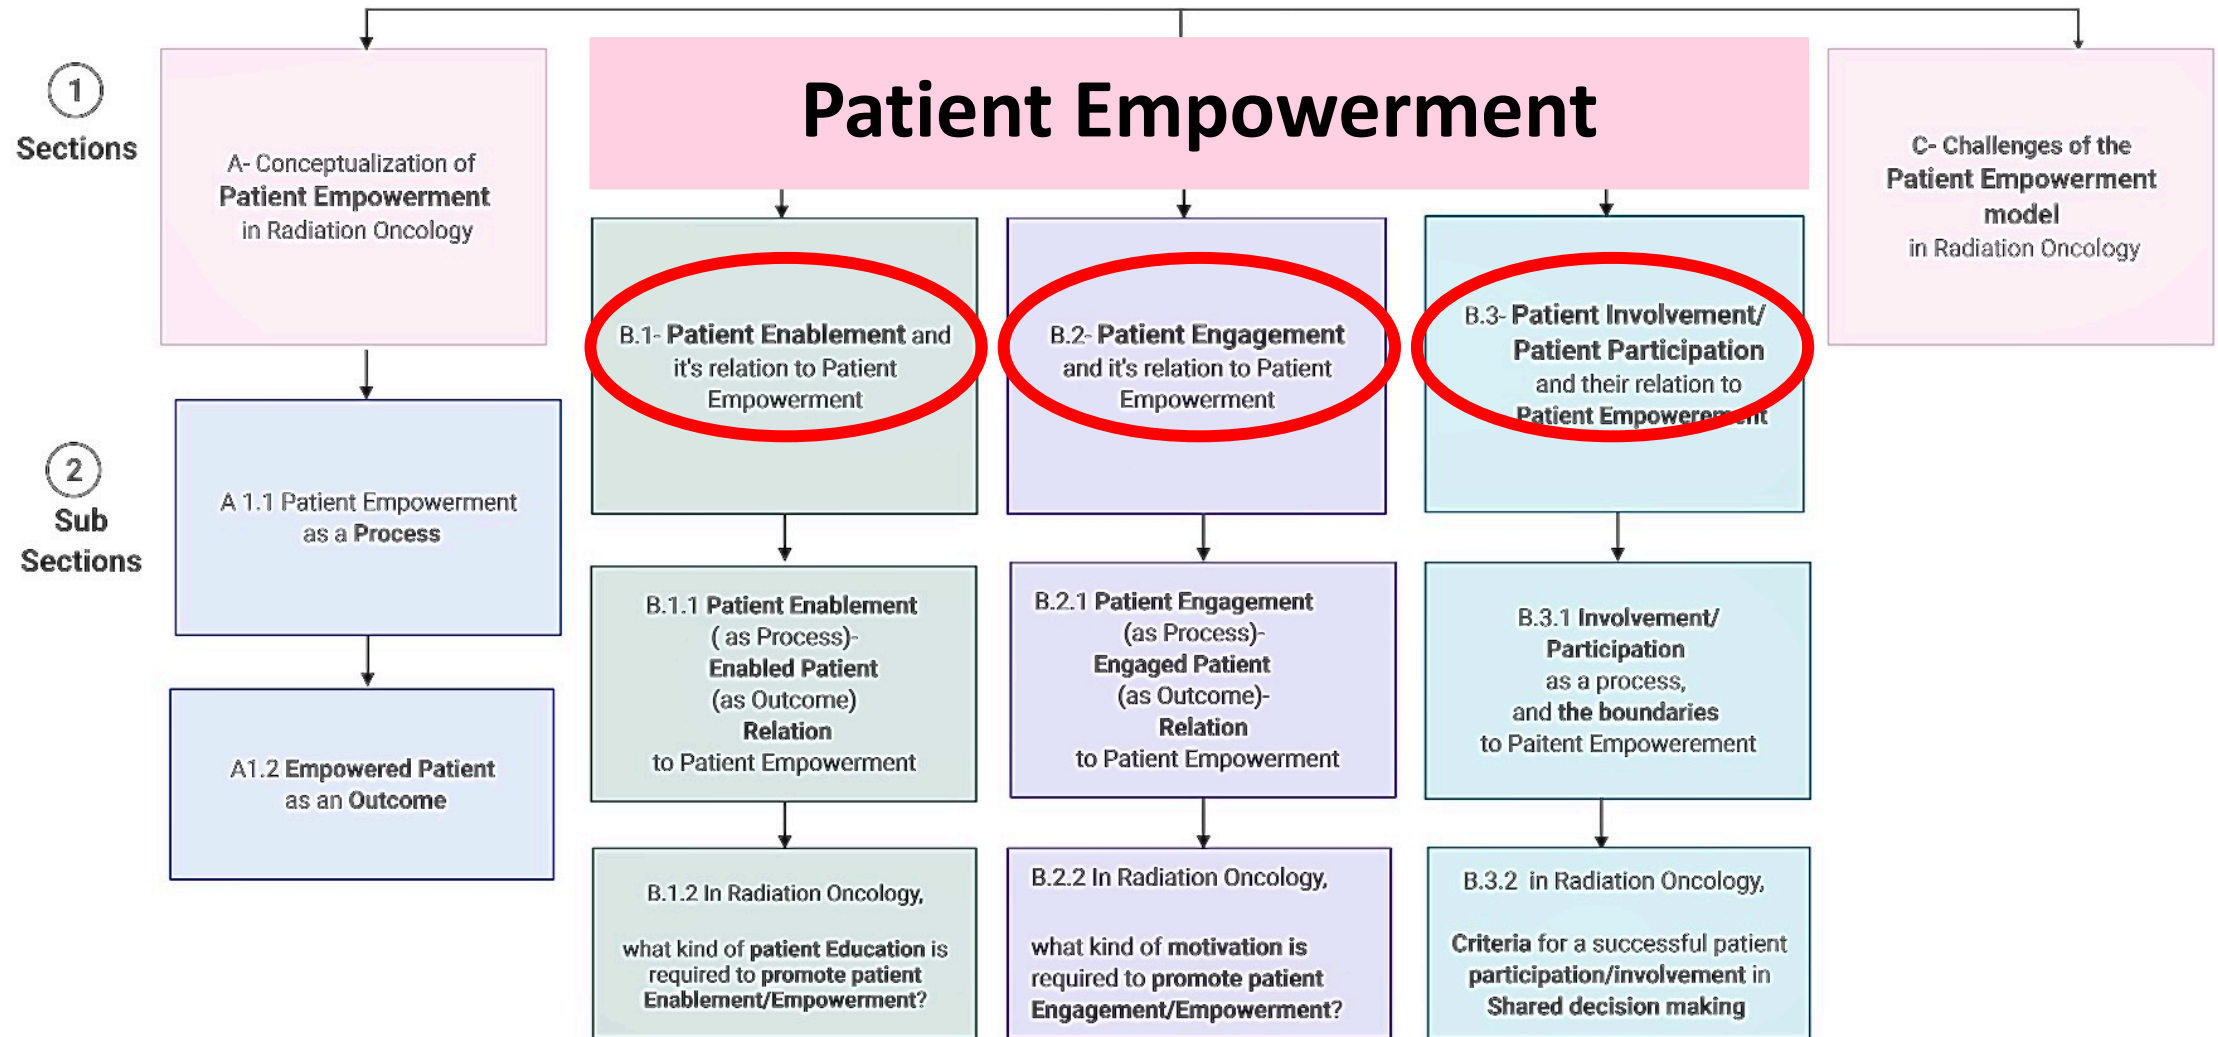 1
Sections
A- Conceptualization of
Patient Empowerment
in Radiation Oncology
Patient Empowerment
C- Challenges of the
Patient Empowerment
model
in Radiation Oncology
B.1- Patient Enablement and
it's relation to Patient
Empowerment
B.2- Patient Engagement
and it's relation to Patient
Empowerment
B.3- Patient Involvement/
Patient Participation
and their relation to
Patient Empowerement
2
Sub
Sections
A 1.1 Patient Empowerment
as a Process
A1.2 Empowered Patient
as an Outcome
B.1.1 Patient Enablement
( as Process)-
Enabled Patient
(as Outcome)
Relation
to Patient Empowerment
B.2.1 Patient Engagement
(as Process)-
Engaged Patient
(as Outcome)-
Relation
to Patient Empowerment
B.3.1 Involvement/
Participation
as a process,
and the boundaries
to Paitent Empowerement
B.1.2 In Radiation Oncology,
what kind of patient Education is
required to promote patient
Enablement/Empowerment?
B.2.2 In Radiation Oncology,
what kind of motivation is
required to promote patient
Engagement/Empowerment?
B.3.2 in Radiation Oncology,
Criteria for a successful patient
participation/involvement in
Shared decision making